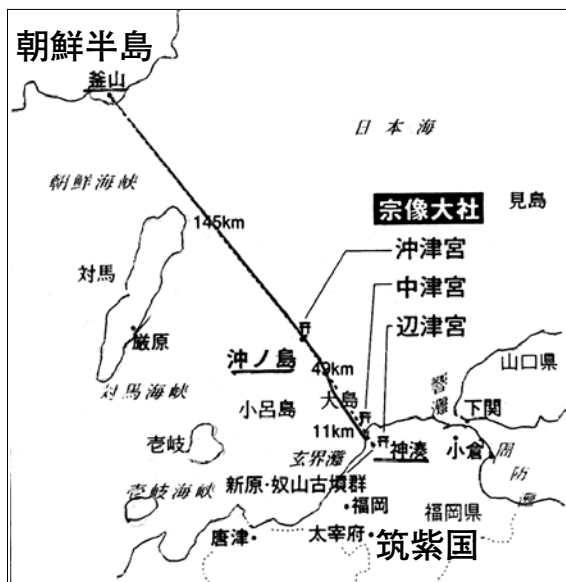 朝鮮半島
釜山
日本海
朝鮮海峡
145km
宗像大社
見島
沖津宮
中津宮
辺津宮
対馬
厳原
沖ノ島
49km
山口県
対馬海峡
小呂島
大島
響灘
下関
11km
壱岐
玄界灘
神湊
小倉
周防灘
壱岐海峡
新原・奴山古墳群
福岡
福岡県
唐津
太宰府
筑紫国